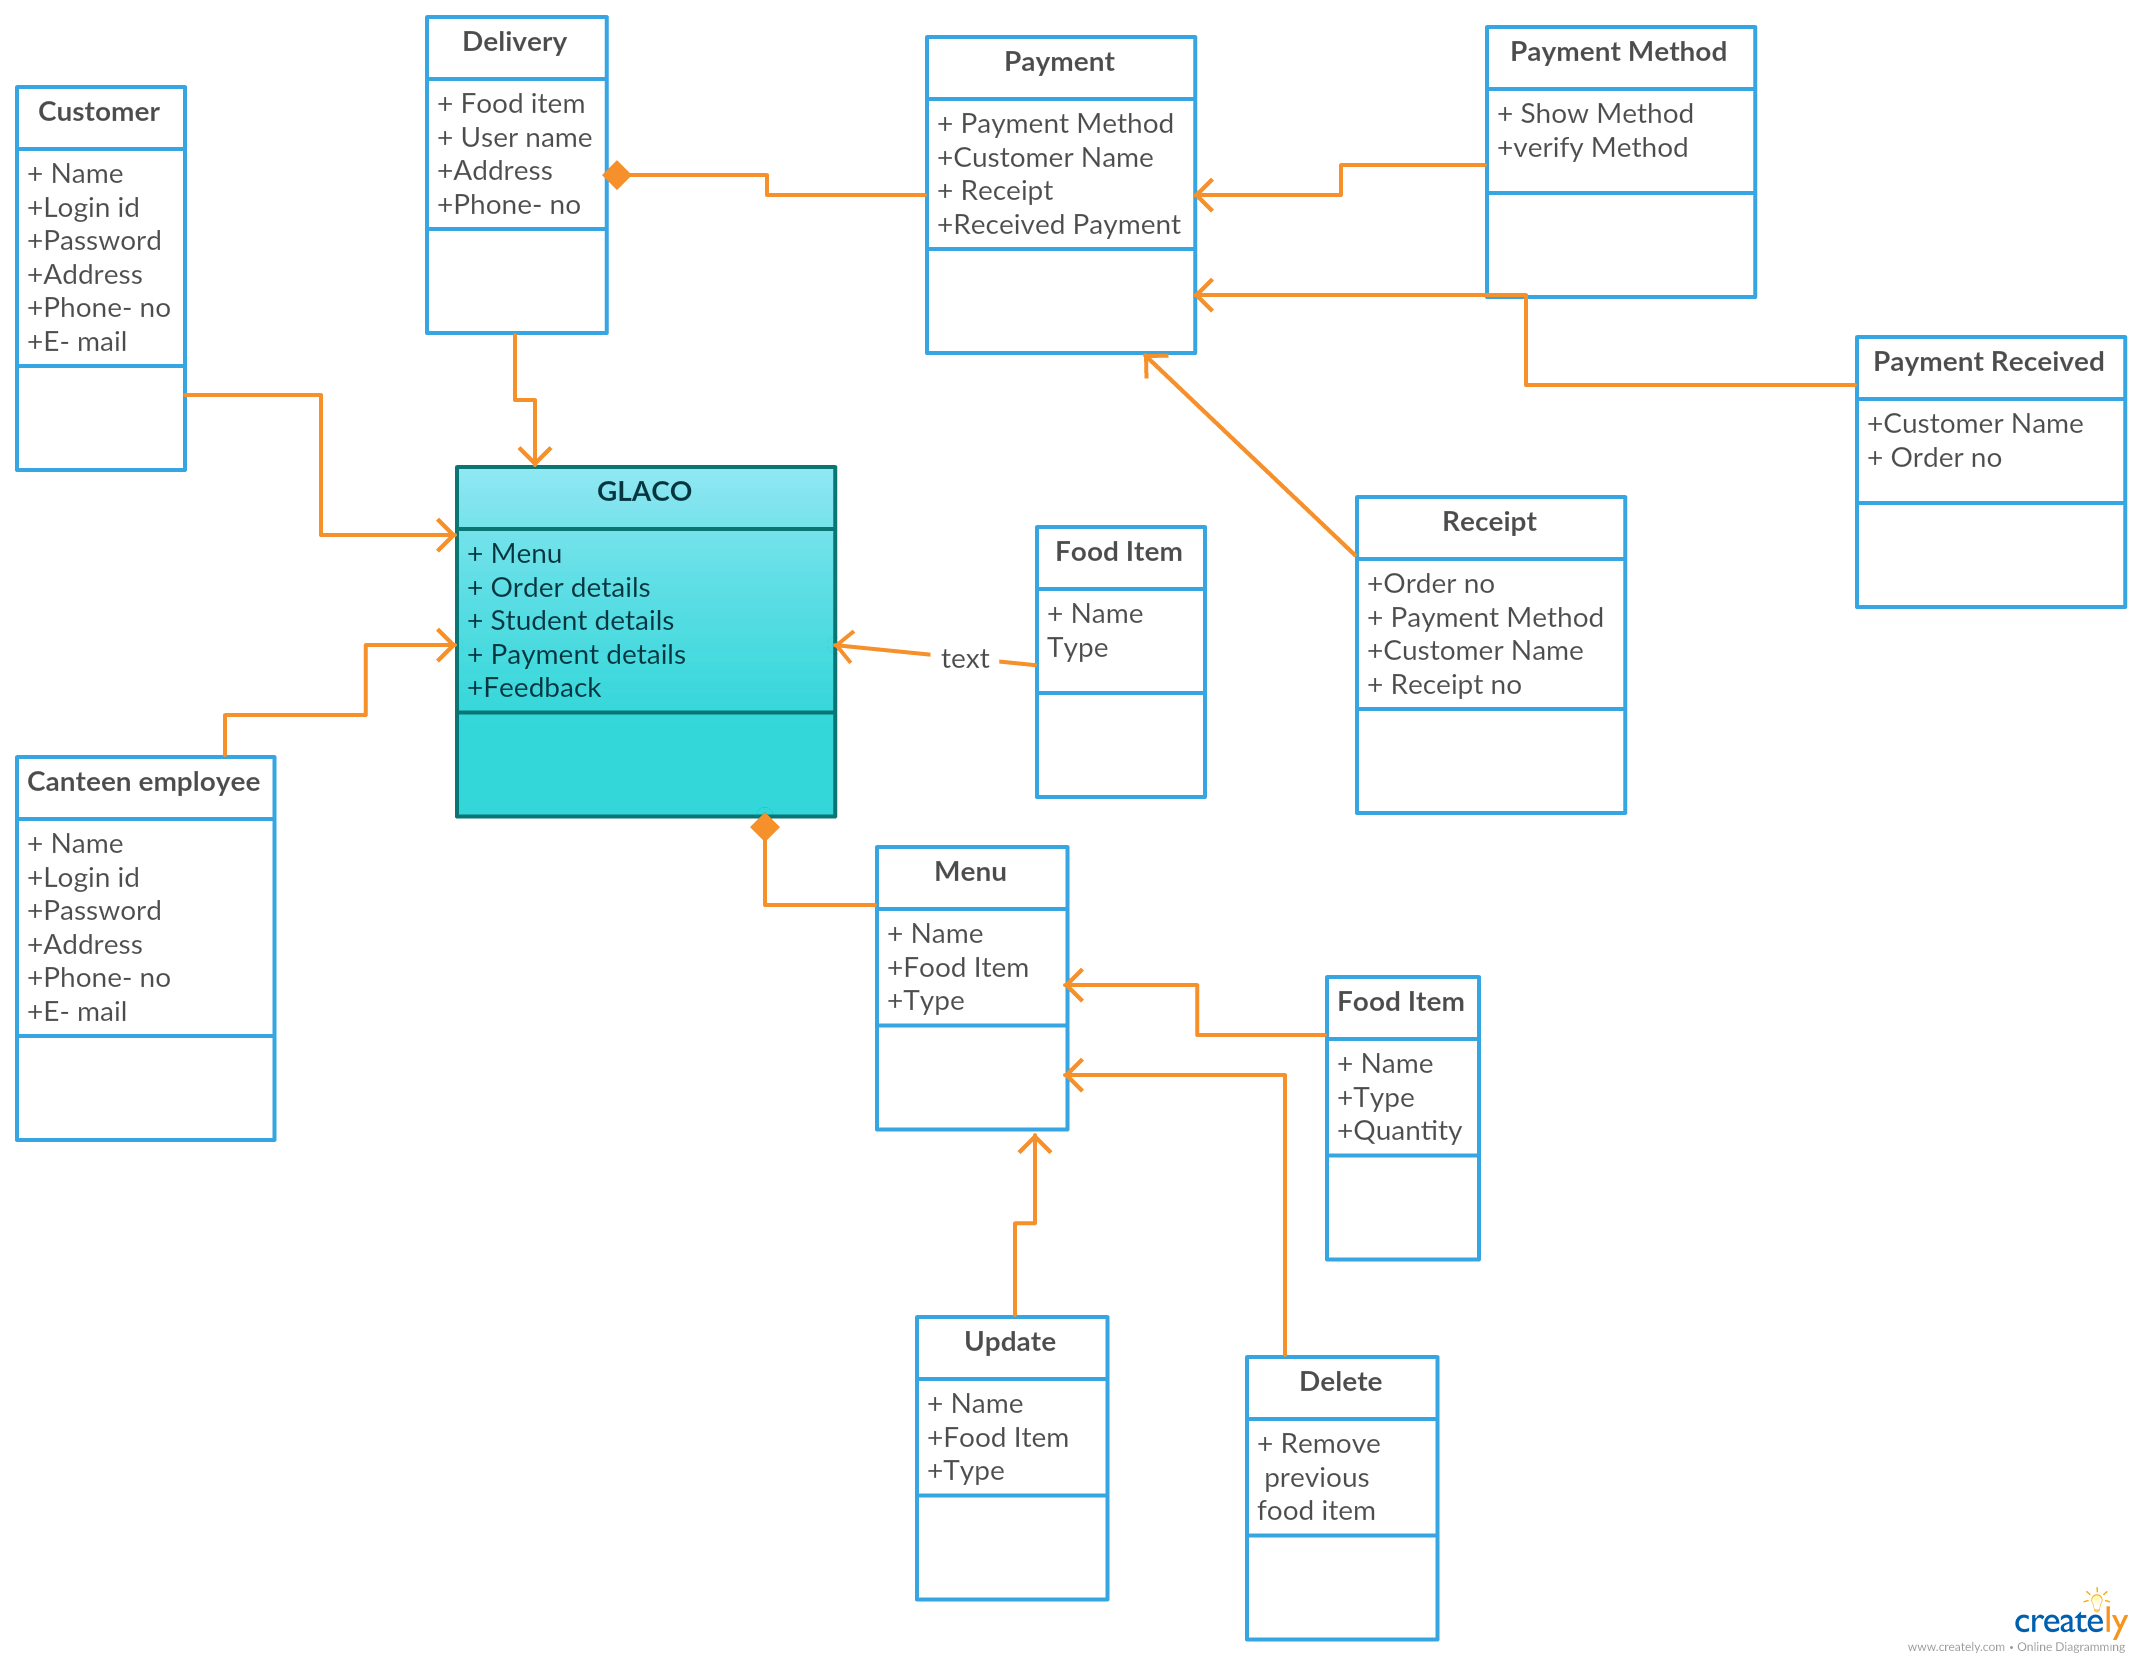 Delivery
+ Food item
+ User name
+Address
+Phone- no
Payment
+ Payment Method
+Customer Name
+ Receipt
+Received Payment
Payment Method
+ Show Method
+verify Method
Customer
+ Name
+Login id
+Password
+Address
+Phone- no
+E- mail
Payment Received
+Customer Name
+ Order no
GLACO
+ Menu
+ Order details
+ Student details
+ Payment details
+Feedback
text
Food Item
+ Name
Type
Receipt
+Order no
+ Payment Method
+Customer Name
+ Receipt no
Canteen employee
+ Name
+Login id
+Password
+Address
+Phone- no
+E- mail
Menu
+ Name
+Food Item
+Type
Food Item
+ Name
+Type
+Quantity
Update
+ Name
+Food Item
+Type
Delete
+ Remove
previous
food item
creately
www.creately.com • Online Diagramming